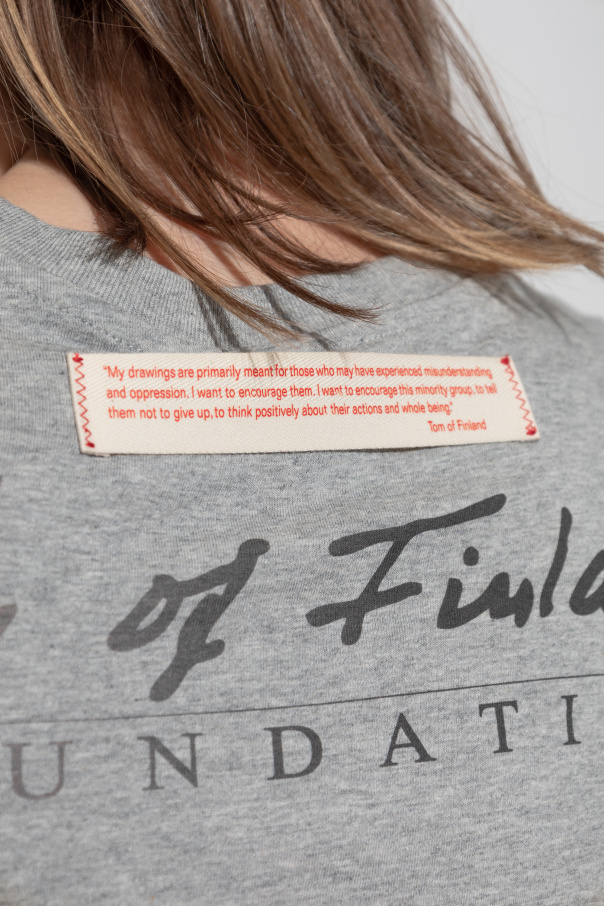 "My drawings are primarily meant for those who may have experienced misunderstanding
and oppression. I want to encourage them. I want to encourage this minority group, to tell
them not to give up, to think positively about their actions and whole being."
Tom of Finland
of Finla
UNDATI